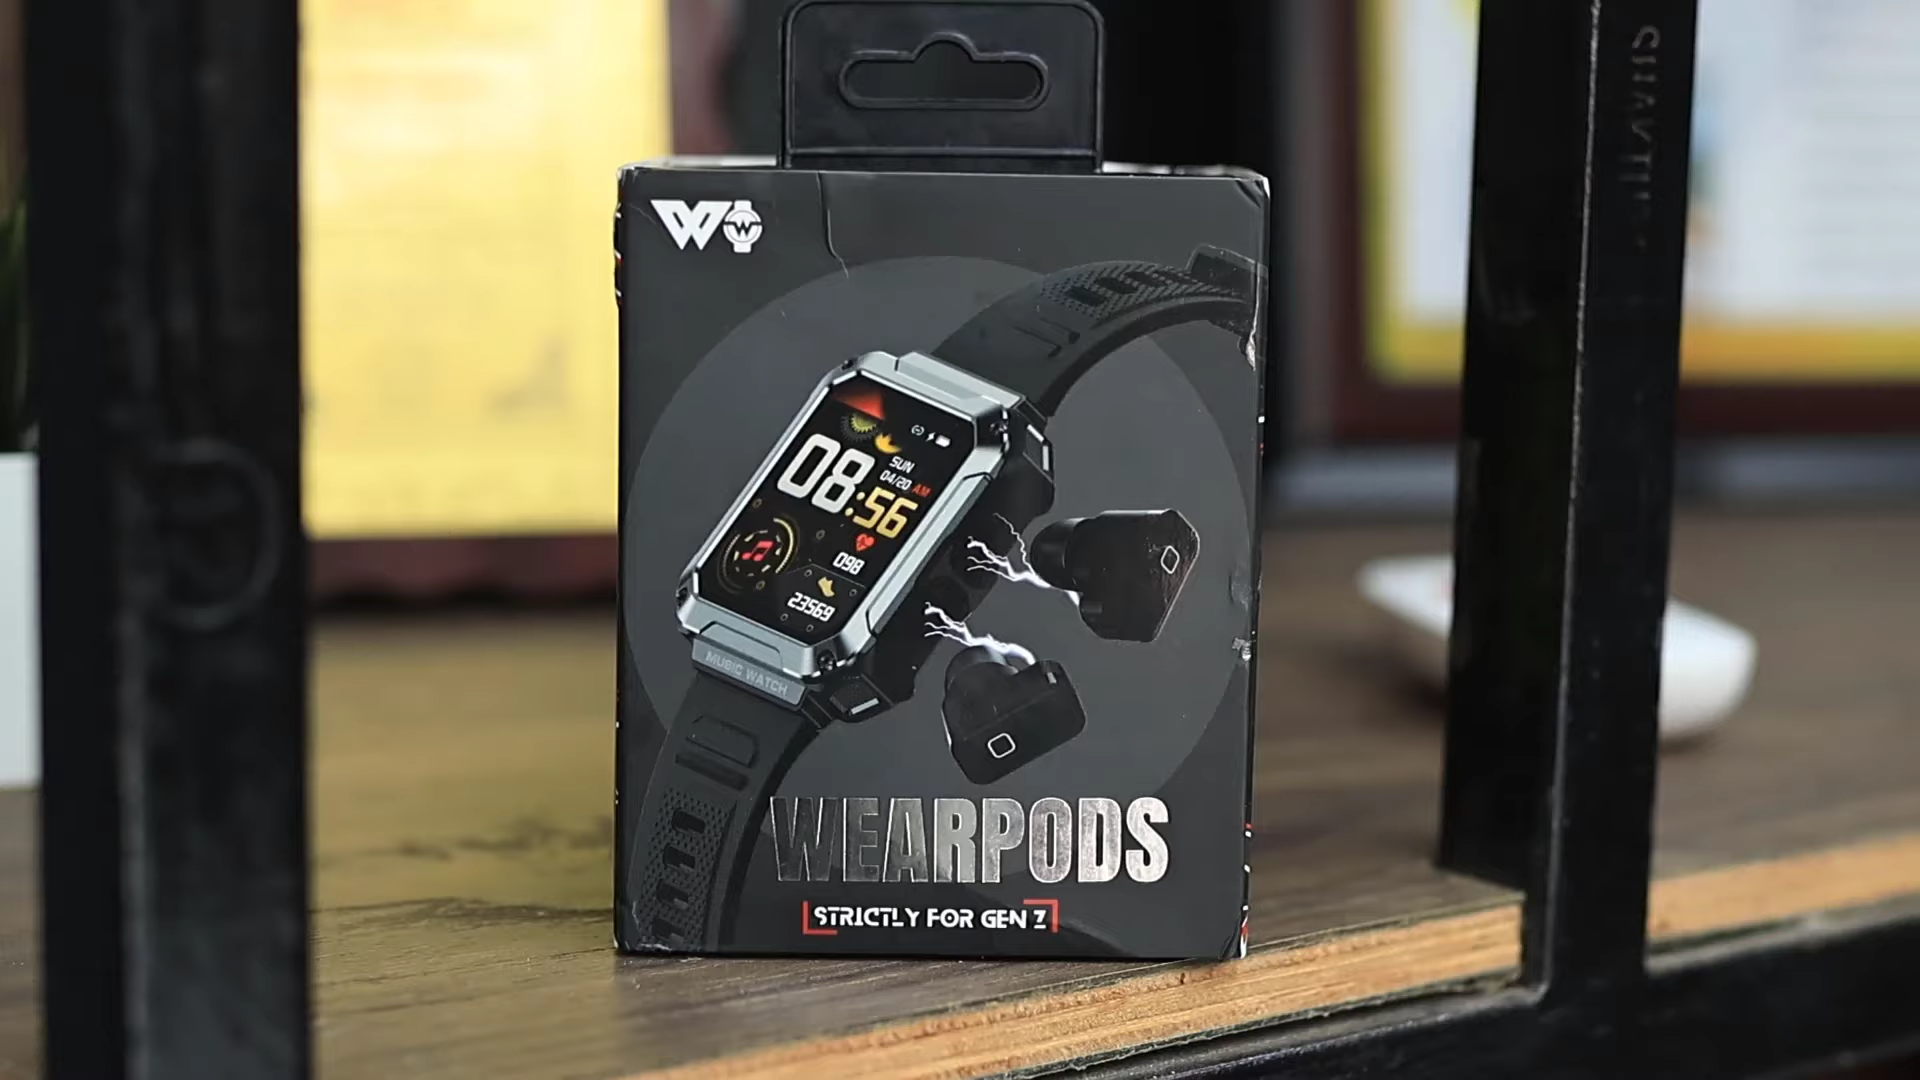 W
W
SUN
04/20 AM
08:56
098
23569
MUSIC WATCH
WEARPODS
STRICTLY FOR GEN Z